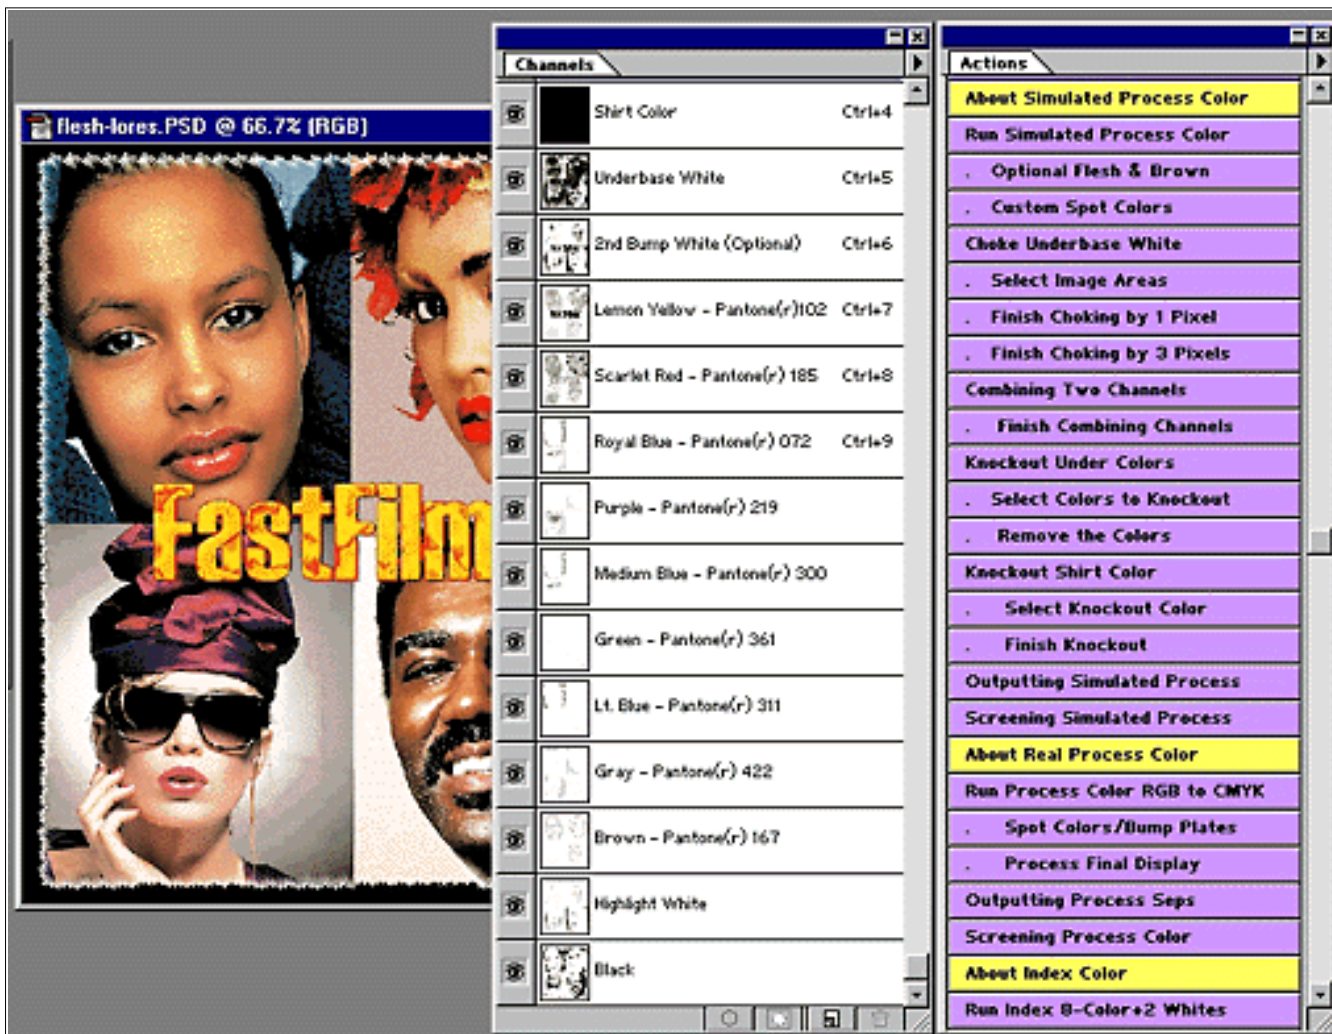 flesh-lores.PSD @ 66.7% (RGB)
FastFilm
Channels
Shirt Color Ctrl+4
Underbase White Ctrl+5
2nd Bump White (Optional) Ctrl+6
Lemon Yellow - Pantone(r)102 Ctrl+7
Scarlet Red - Pantone(r) 185 Ctrl+8
Royal Blue - Pantone(r) 072 Ctrl+9
Purple - Pantone(r) 219
Medium Blue - Pantone(r) 300
Green - Pantone(r) 361
Lt. Blue - Pantone(r) 311
Gray - Pantone(r) 422
Brown - Pantone(r) 167
Highlight White
Black
Actions
About Simulated Process Color
Run Simulated Process Color
. Optional Flesh & Brown
. Custom Spot Colors
Choke Underbase White
. Select Image Areas
. Finish Choking by 1 Pixel
. Finish Choking by 3 Pixels
Combining Two Channels
. Finish Combining Channels
Knockout Under Colors
. Select Colors to Knockout
. Remove the Colors
Knockout Shirt Color
. Select Knockout Color
. Finish Knockout
Outputting Simulated Process
Screening Simulated Process
About Real Process Color
Run Process Color RGB to CMYK
. Spot Colors/Bump Plates
. Process Final Display
Outputting Process Seps
Screening Process Color
About Index Color
Run Index 8-Color+2 Whites